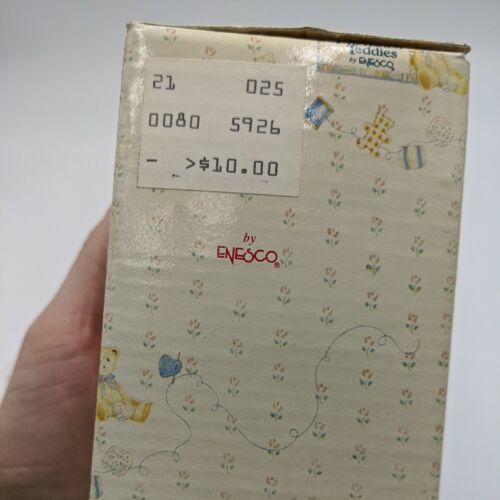 Teddies
by ENESCO®
21 025
0080 5926
- >$10.00
by
ENESCO®